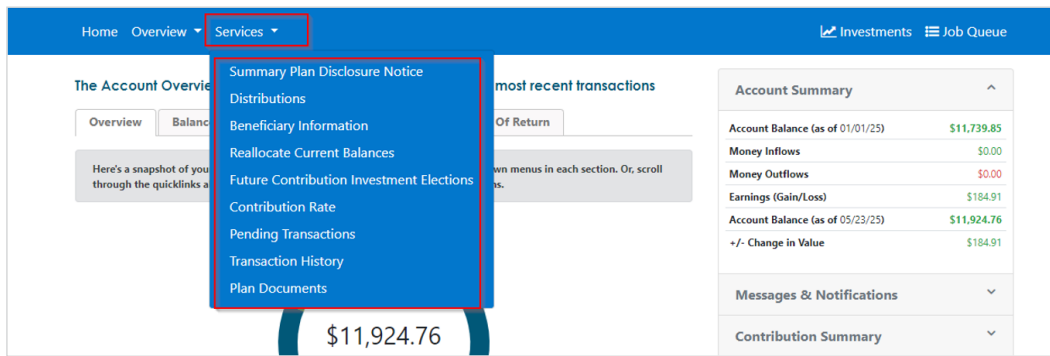 Home Overview Services Investments Job Queue
The Account Overvie most recent transactions
Overview Balanc Of Return
Here's a snapshot of you wn menus in each section. Or, scroll
through the quicklinks a ns.
Summary Plan Disclosure Notice
Distributions
Beneficiary Information
Reallocate Current Balances
Future Contribution Investment Elections
Contribution Rate
Pending Transactions
Transaction History
Plan Documents
$11,924.76
Account Summary
Account Balance (as of 01/01/25) $11,739.85
Money Inflows $0.00
Money Outflows $0.00
Earnings (Gain/Loss) $184.91
Account Balance (as of 05/23/25) $11,924.76
+/- Change in Value $184.91
Messages & Notifications
Contribution Summary